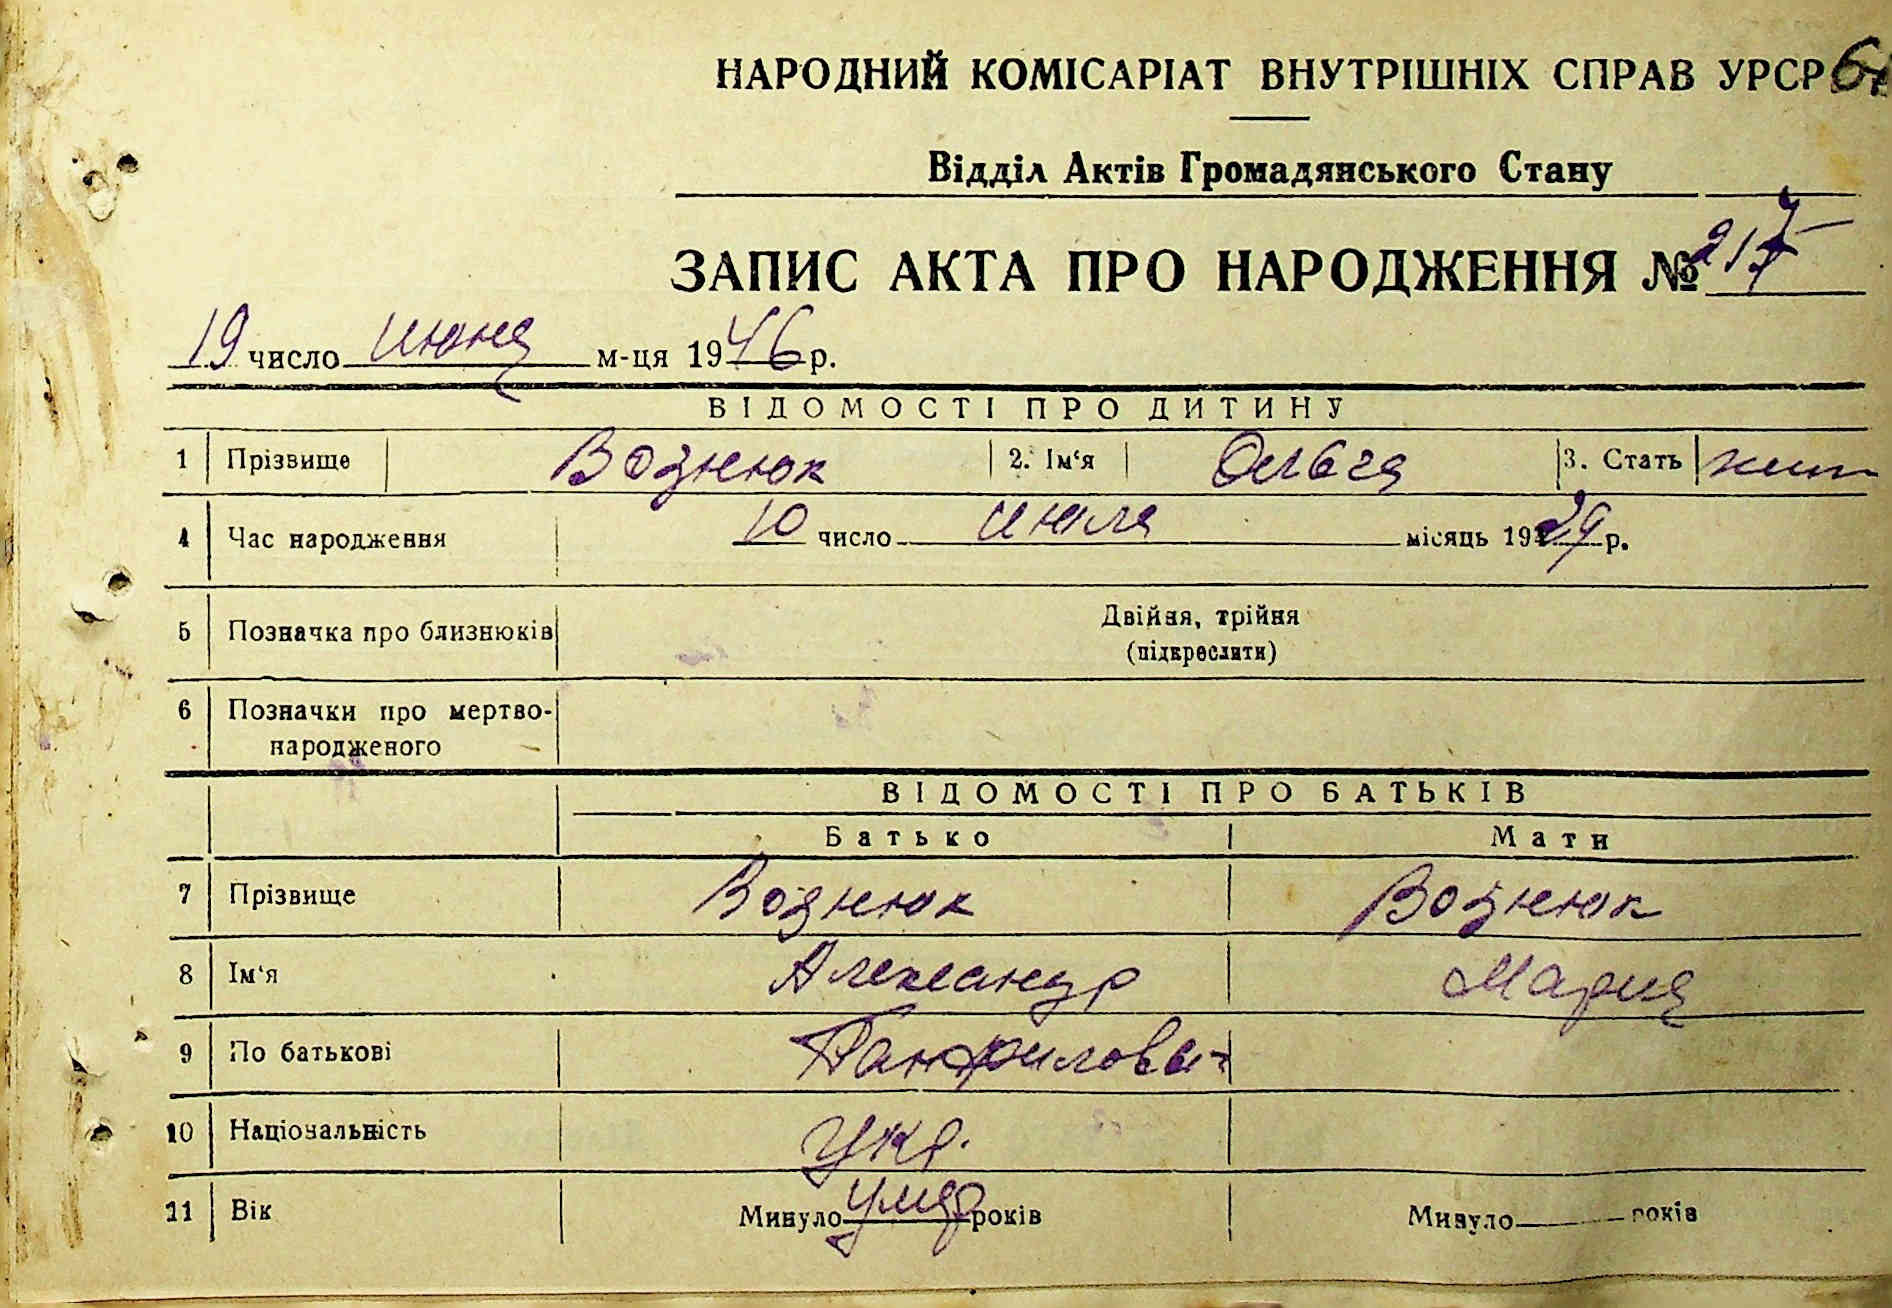 НАРОДНИЙ КОМІСАРІАТ ВНУТРІШНІХ СПРАВ УРСР
Відділ Актів Громадянського Стану
ЗАПИС АКТА ПРО НАРОДЖЕННЯ № 217
19 число июня м-ця 1946 р.
ВІДОМОСТІ ПРО ДИТИНУ
1 Прізвище Вознюк 2. Ім‘я Ольга 3. Стать
4 Час народження 10 число июля місяць 1929 р.
5 Позначка про близнюків Двійня, трійня
(підкреслити)
6 Позначки про мертво-
народженого
ВІДОМОСТІ ПРО БАТЬКІВ
Батько Мати
7 Прізвище Вознюк Вознюк
8 Ім‘я Александр Мария
9 По батькові Панфилович
10 Національність укр.
11 Вік Минуло умер років Минуло років